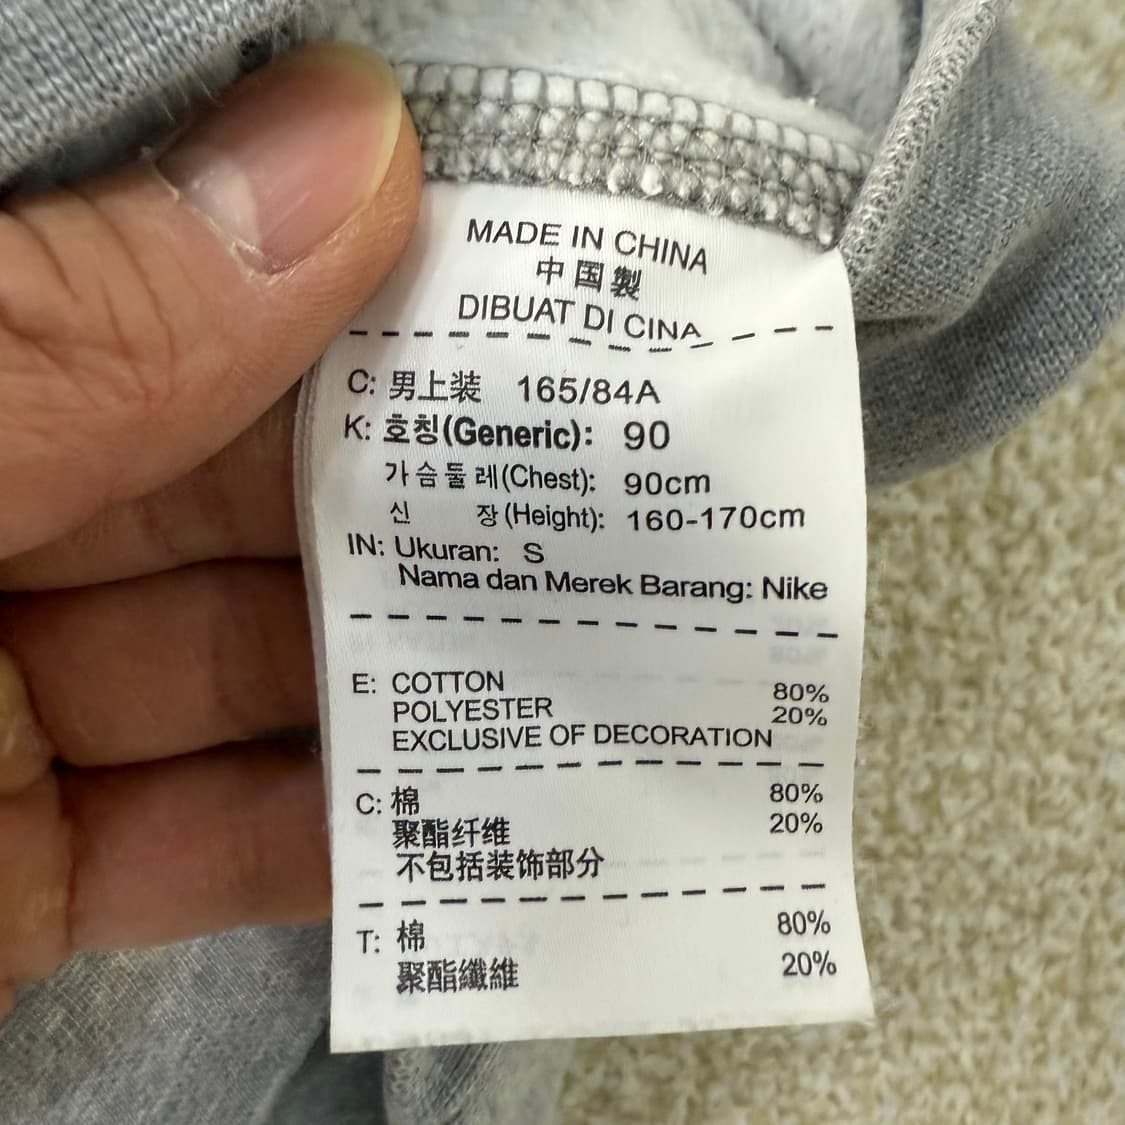 MADE IN CHINA
中国製
DIBUAT DI CINA
C: 男上装 165/84A
K: 호칭(Generic): 90
가슴둘레(Chest): 90cm
신 장(Height): 160-170cm
IN: Ukuran: S
Nama dan Merek Barang: Nike
E: COTTON 80%
POLYESTER 20%
EXCLUSIVE OF DECORATION
C: 棉 80%
聚酯纤维 20%
不包括装饰部分
T: 棉 80%
聚酯纖維 20%